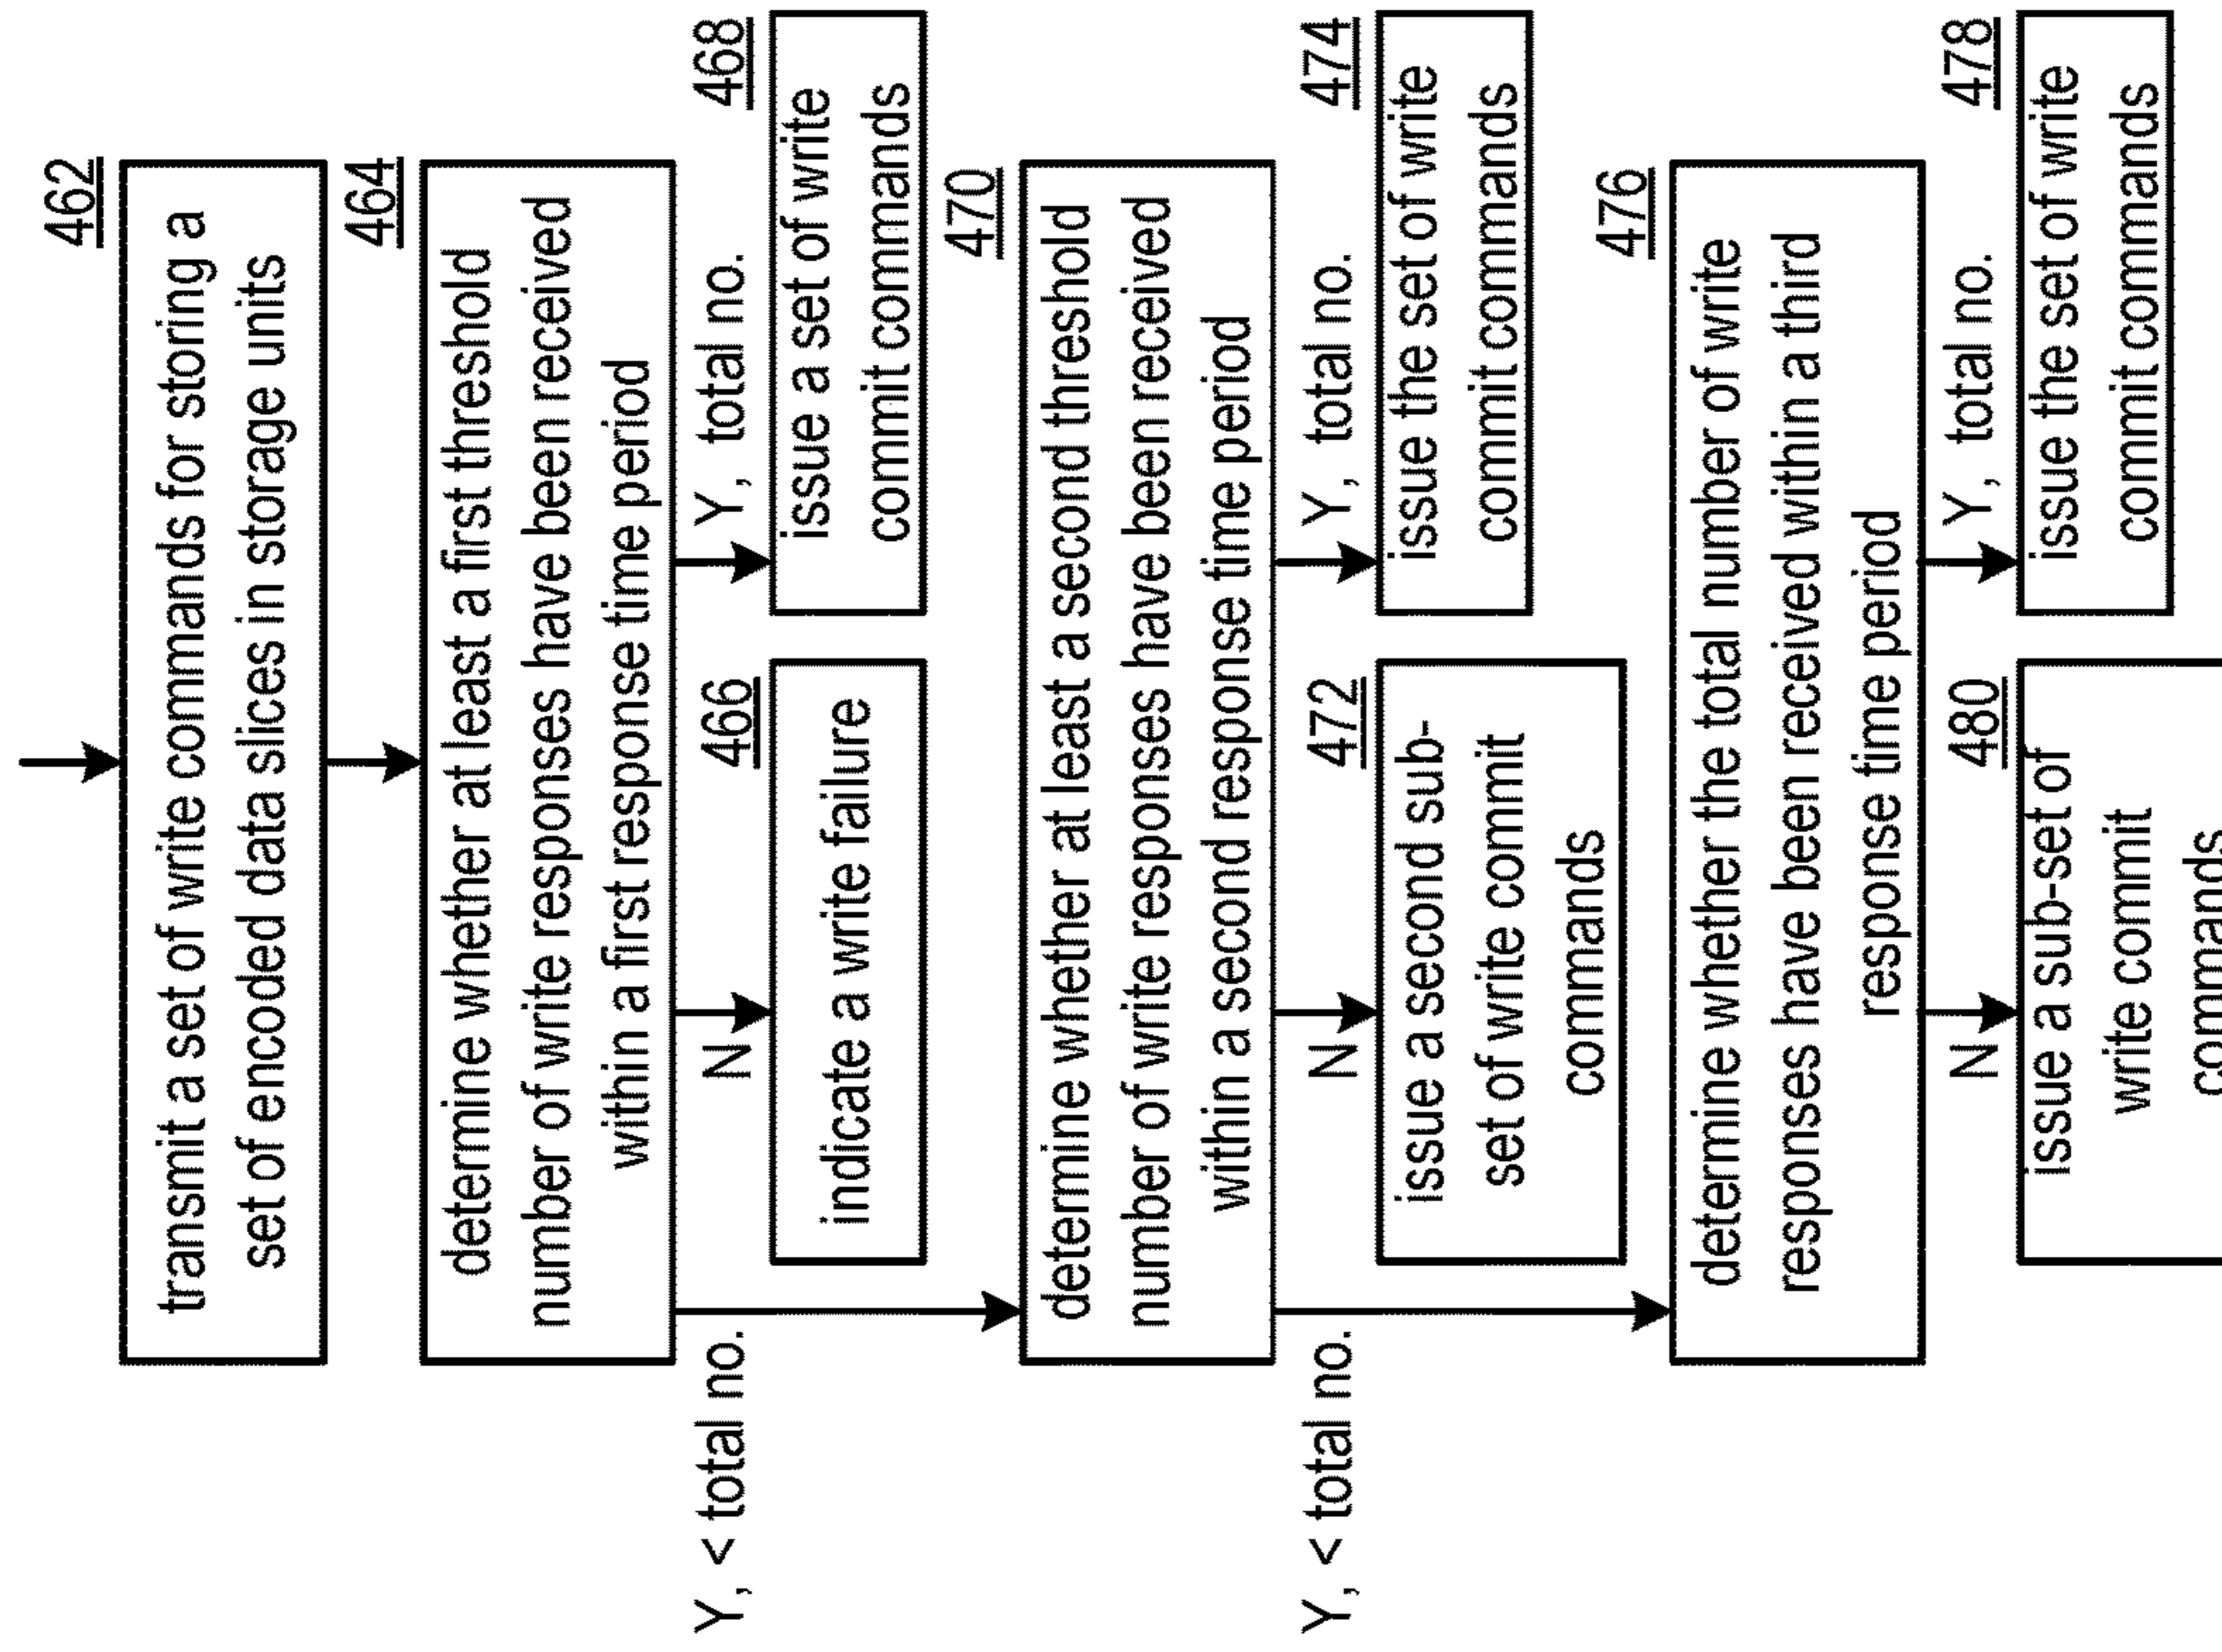 462
transmit a set of write commands for storing a
set of encoded data slices in storage units
464
determine whether at least a first threshold
number of write responses have been received
within a first response time period
Y, < total no.
N
Y, total no.
466
indicate a write failure
468
issue a set of write
commit commands
470
determine whether at least a second threshold
number of write responses have been received
within a second response time period
Y, < total no.
N
Y, total no.
472
issue a second sub-
set of write commit
commands
474
issue the set of write
commit commands
476
determine whether the total number of write
responses have been received within a third
response time period
N
Y, total no.
480
issue a sub-set of
write commit
commands
478
issue the set of write
commit commands